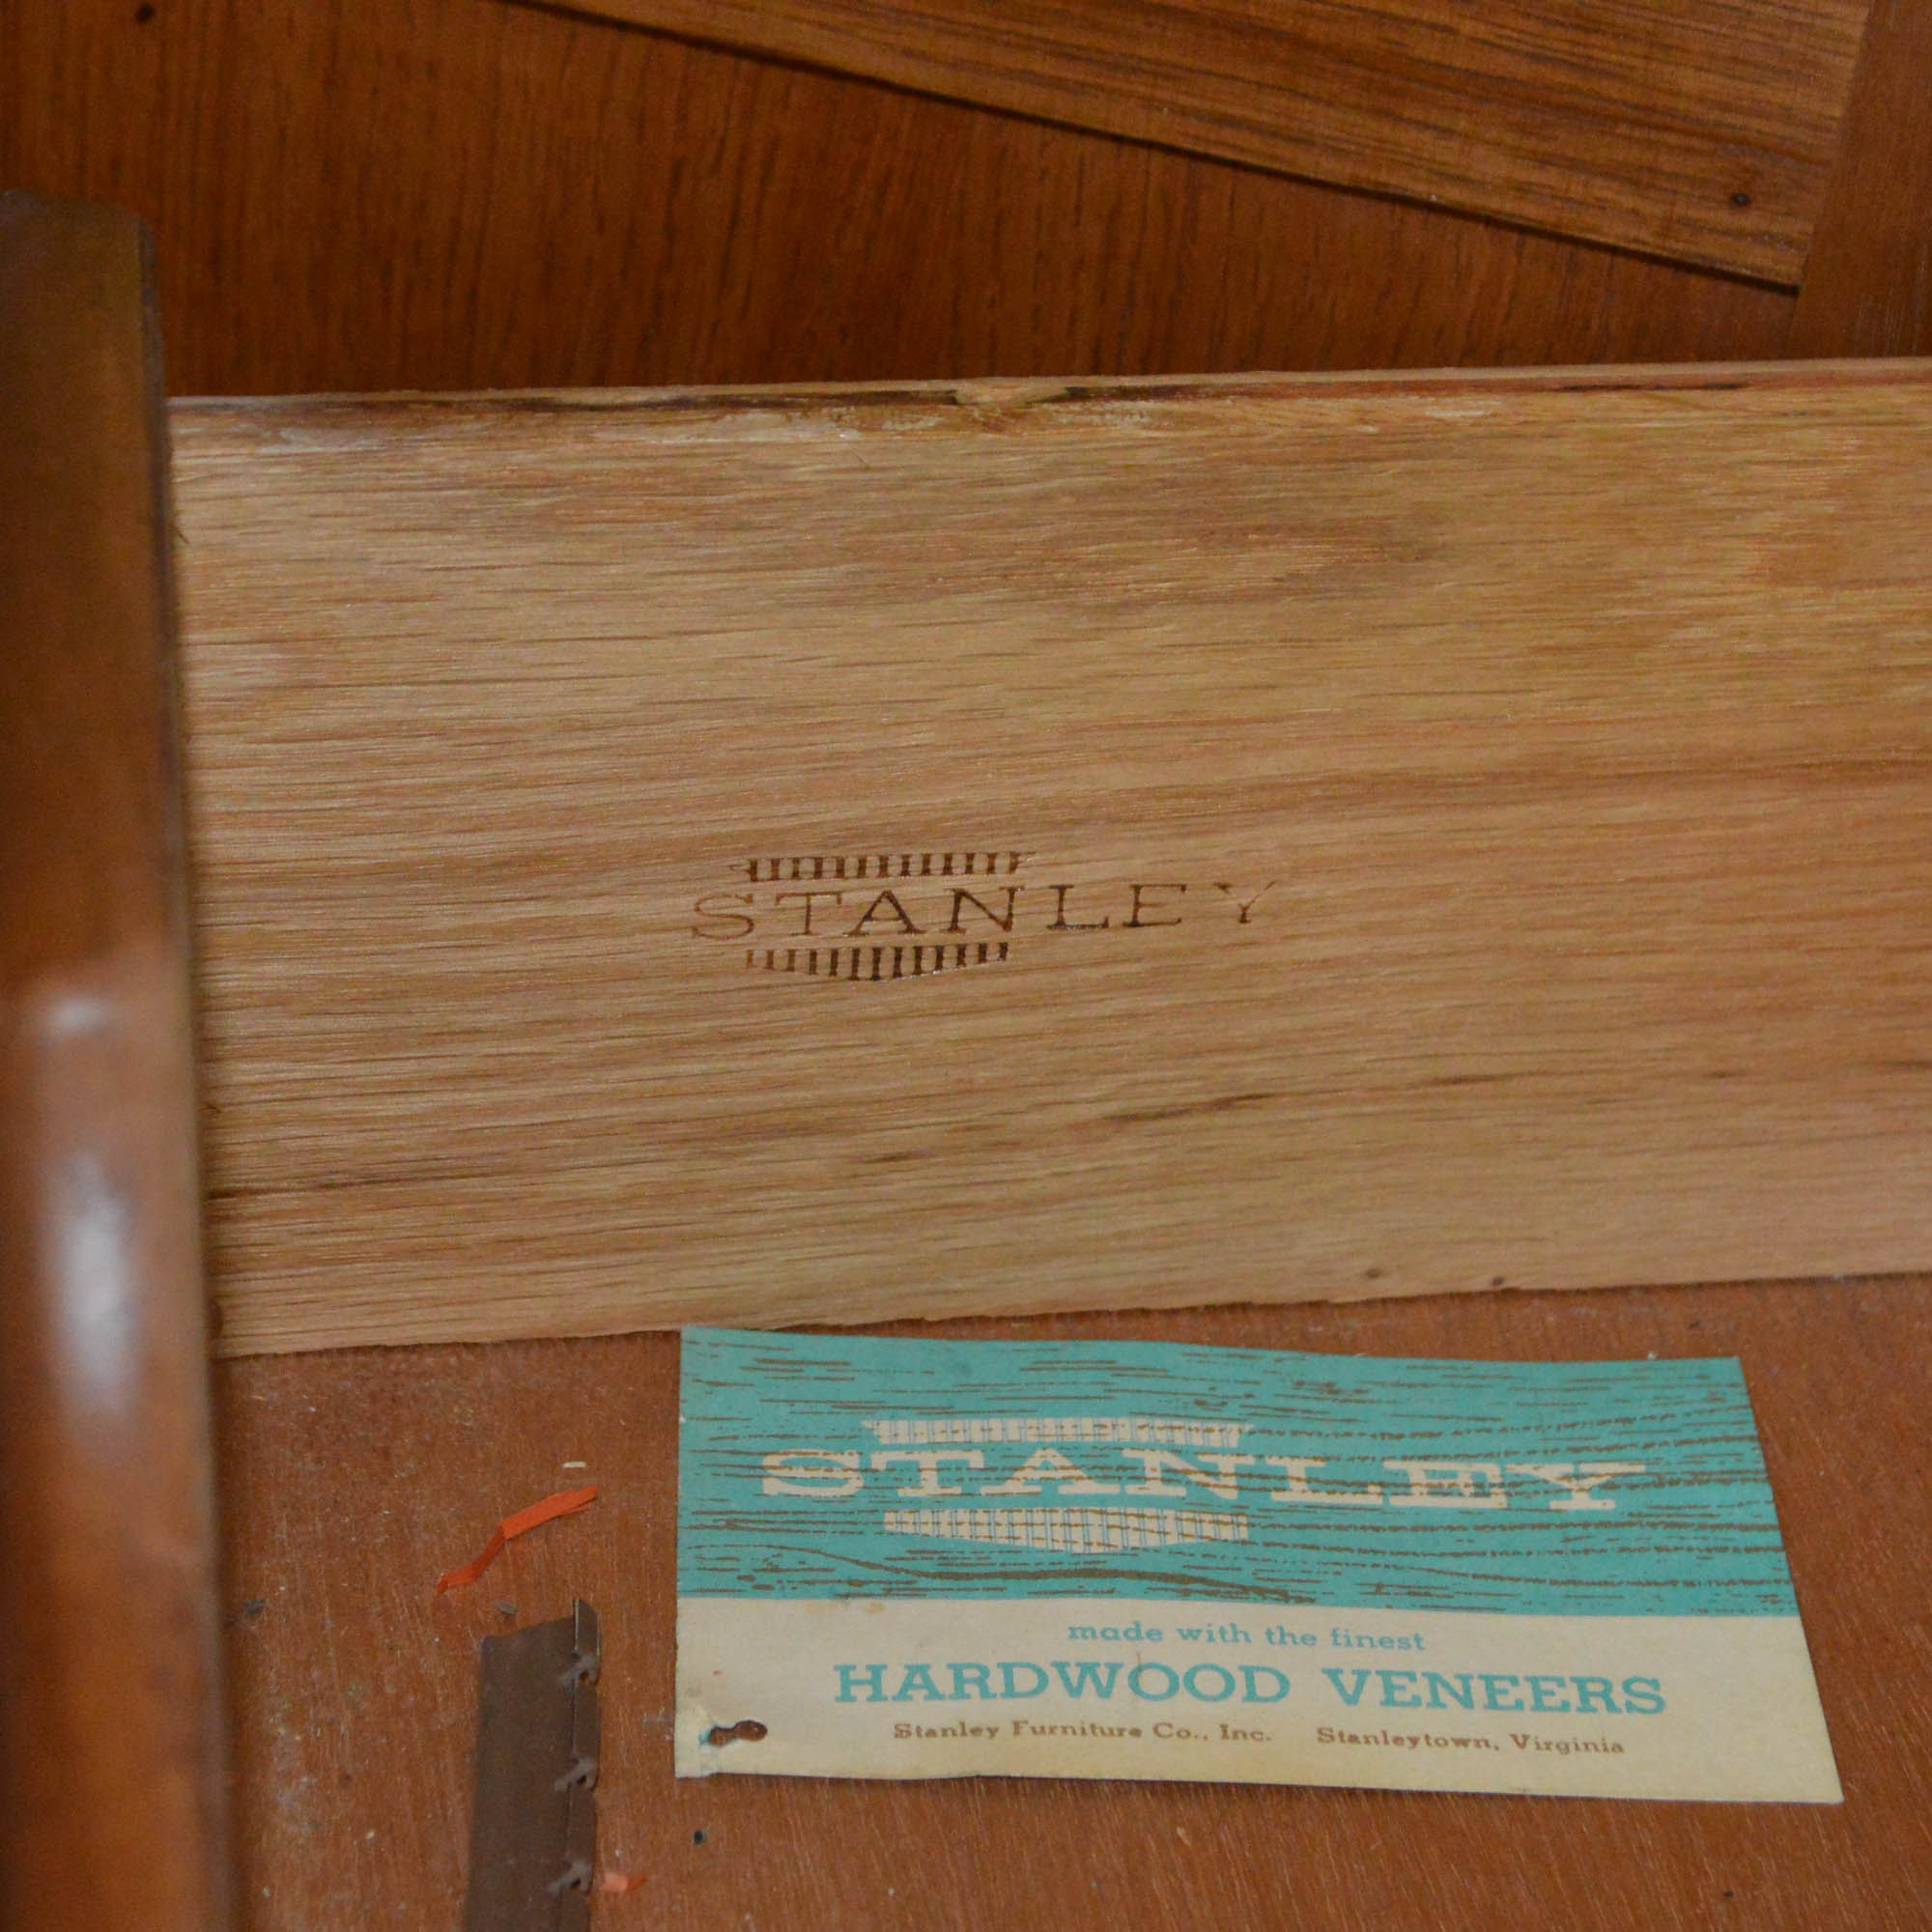 STANLEY
STANLEY
made with the finest
HARDWOOD VENEERS
Stanley Furniture Co., Inc. Stanleytown, Virginia